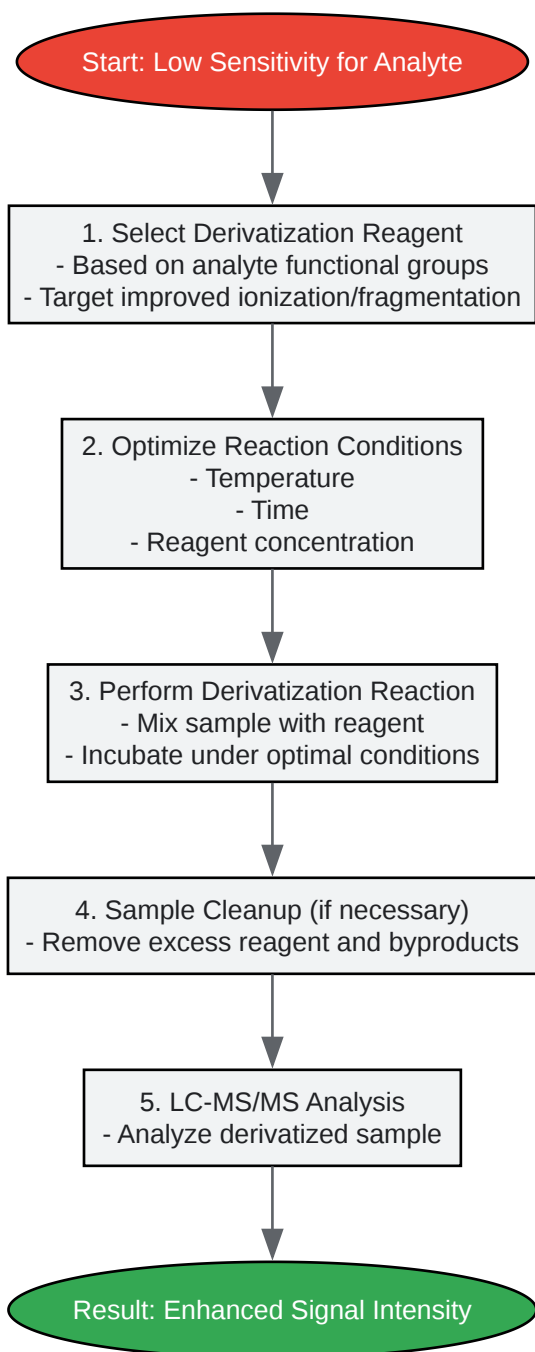 Start: Low Sensitivity for Analyte
1. Select Derivatization Reagent
- Based on analyte functional groups
- Target improved ionization/fragmentation
2. Optimize Reaction Conditions
- Temperature
- Time
- Reagent concentration
3. Perform Derivatization Reaction
- Mix sample with reagent
- Incubate under optimal conditions
4. Sample Cleanup (if necessary)
- Remove excess reagent and byproducts
5. LC-MS/MS Analysis
- Analyze derivatized sample
Result: Enhanced Signal Intensity